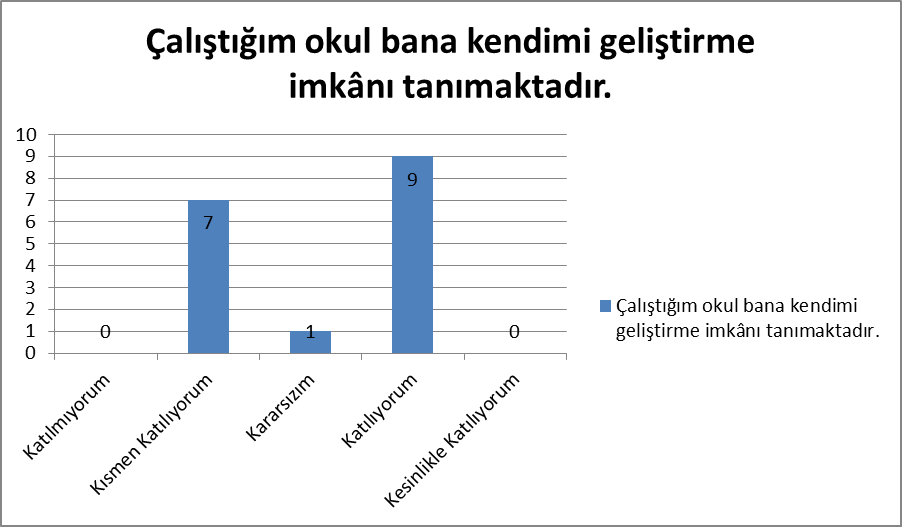 Çalıştığım okul bana kendimi geliştirme
imkânı tanımaktadır.
10
9
8
7
6
5
4
3
2
1
0
0
7
1
9
0
Katılmıyorum
Kısmen Katılıyorum
Kararsızım
Katılıyorum
Kesinlikle Katılıyorum
Çalıştığım okul bana kendimi
geliştirme imkânı tanımaktadır.